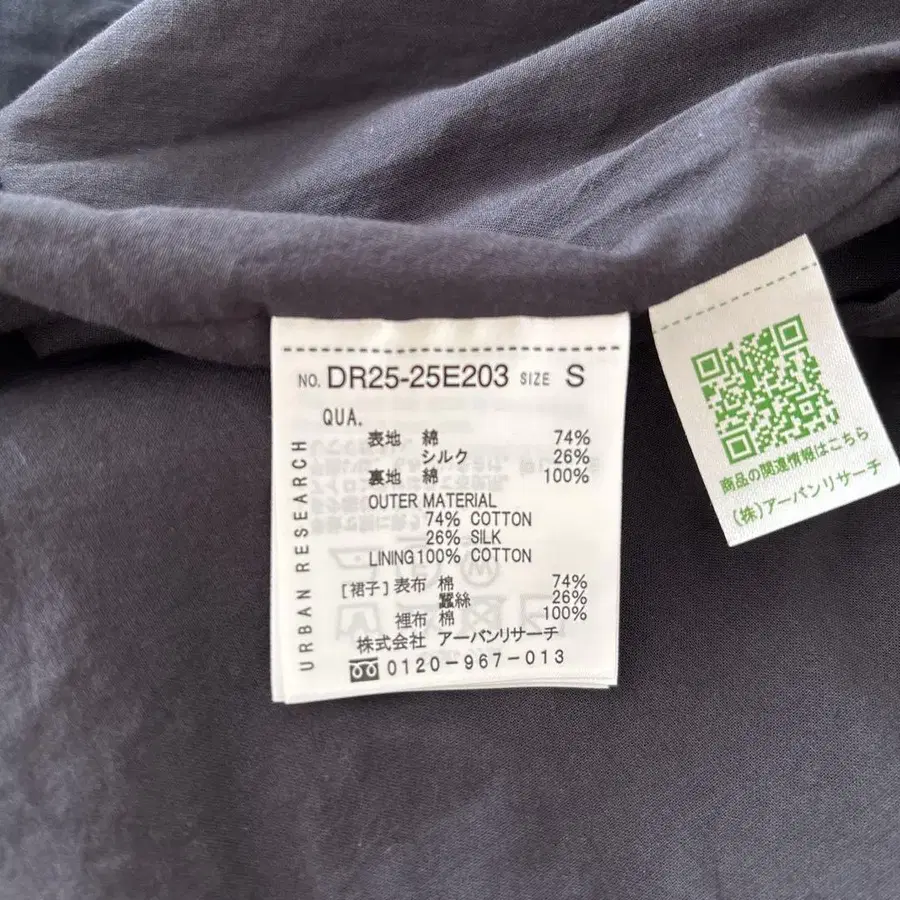 NO. DR25-25E203 SIZE S
QUA.
表地 綿 74%
シルク 26%
裏地 綿 100%
OUTER MATERIAL
74% COTTON
26% SILK
LINING100% COTTON
[裙子]表布 棉 74%
蠶絲 26%
裡布 棉 100%
株式会社 アーバンリサーチ
0120-967-013
URBAN RESEARCH
商品の関連情報はこちら
(株)アーバンリサーチ